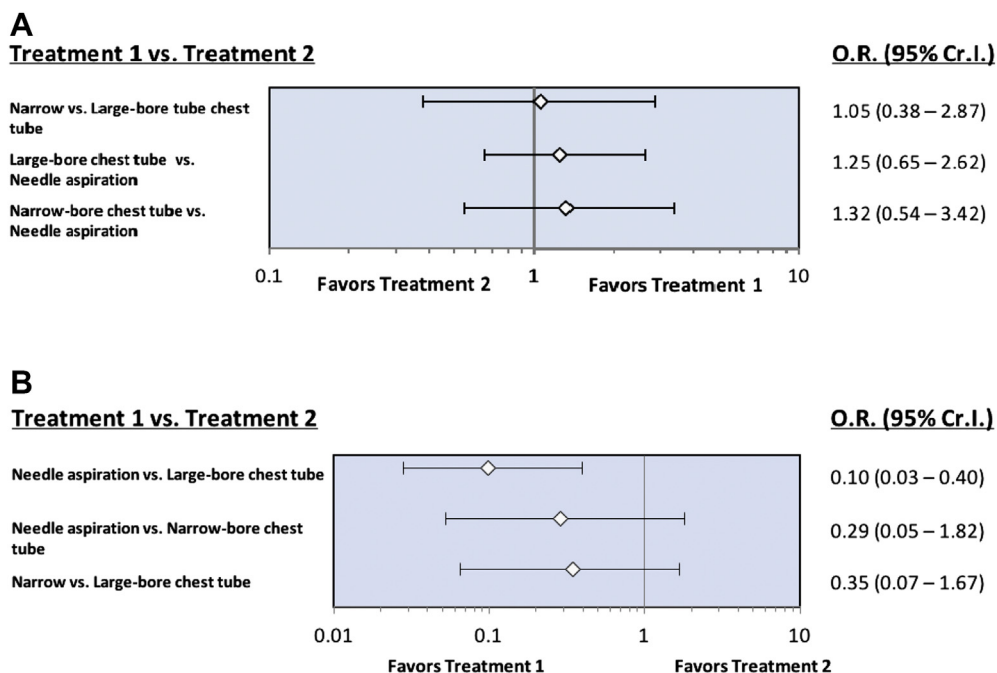 A
Treatment 1 vs. Treatment 2
O.R. (95% Cr.I.)
Narrow vs. Large-bore tube chest
tube
1.05 (0.38 – 2.87)
Large-bore chest tube vs.
Needle aspiration
1.25 (0.65 – 2.62)
Narrow-bore chest tube vs.
Needle aspiration
1.32 (0.54 – 3.42)
0.1 1 10
Favors Treatment 2 Favors Treatment 1
B
Treatment 1 vs. Treatment 2
O.R. (95% Cr.I.)
Needle aspiration vs. Large-bore chest tube
0.10 (0.03 – 0.40)
Needle aspiration vs. Narrow-bore chest
tube
0.29 (0.05 – 1.82)
Narrow vs. Large-bore chest tube
0.35 (0.07 – 1.67)
0.01 0.1 1 10
Favors Treatment 1 Favors Treatment 2